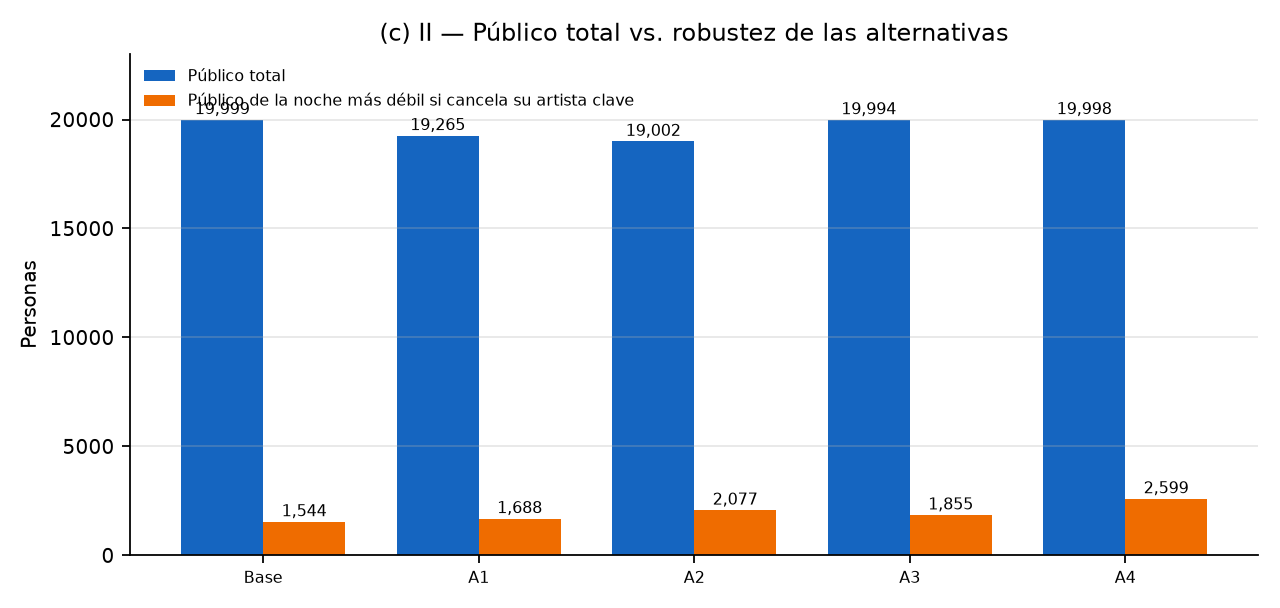 (c) II — Público total vs. robustez de las alternativas
Público total
Público de la noche más débil si cancela su artista clave
19,999
19,265
19,002
19,994
19,998
1,544
1,688
2,077
1,855
2,599
Personas
20000
15000
10000
5000
0
Base
A1
A2
A3
A4